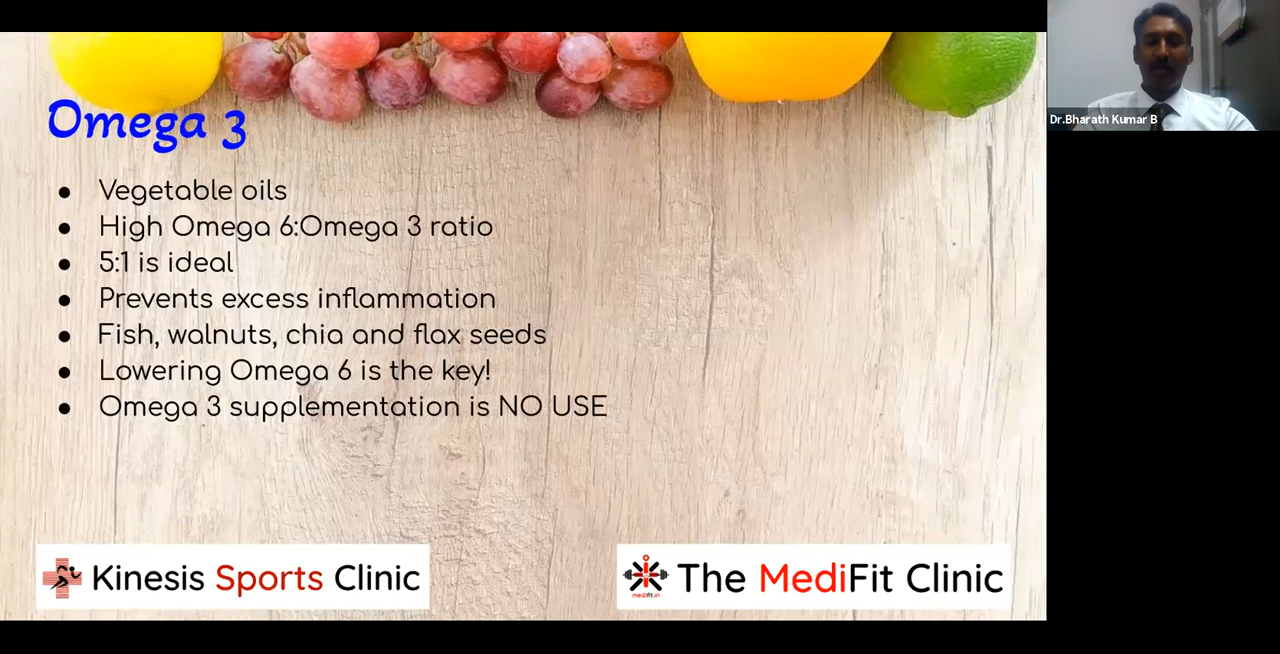 Omega 3
● Vegetable oils
● High Omega 6:Omega 3 ratio
● 5:1 is ideal
● Prevents excess inflammation
● Fish, walnuts, chia and flax seeds
● Lowering Omega 6 is the key!
● Omega 3 supplementation is NO USE
Kinesis Sports Clinic
medifit.in
The MediFit Clinic
Dr.Bharath Kumar B